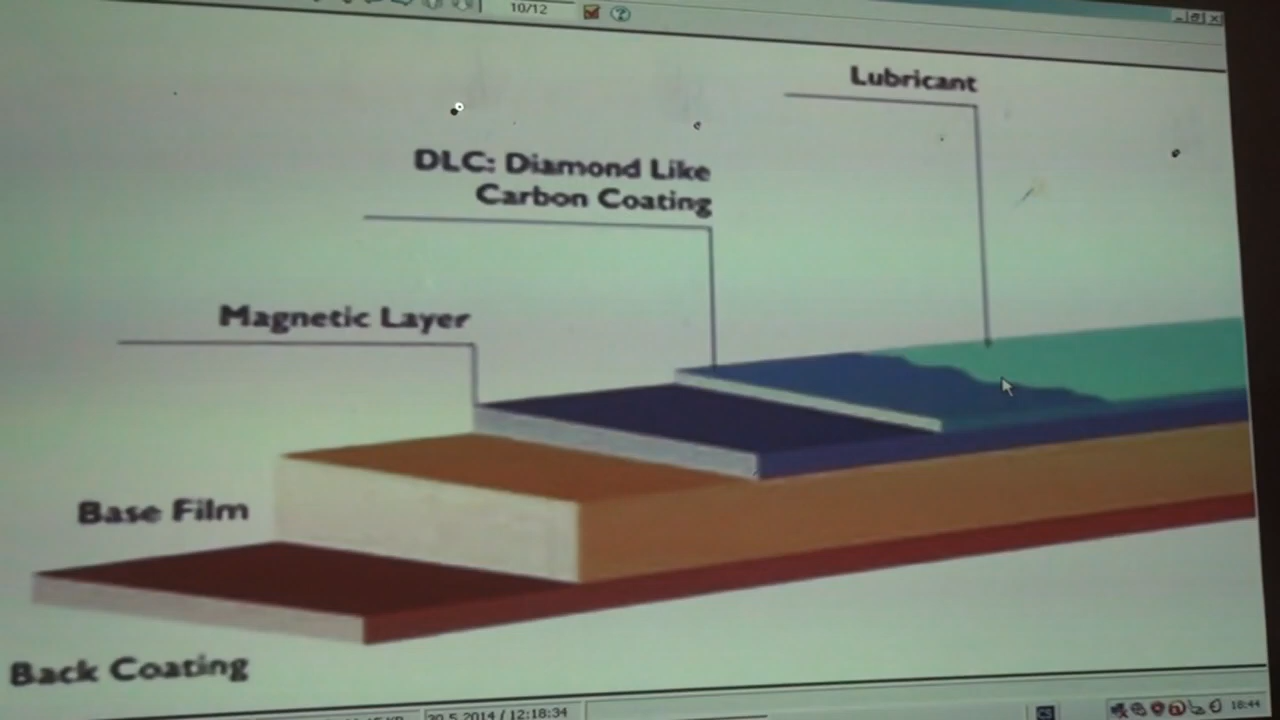 10/12
Lubricant
DLC: Diamond Like
Carbon Coating
Magnetic Layer
Base Film
Back Coating
30.5.2014 / 12:18:34
18:44